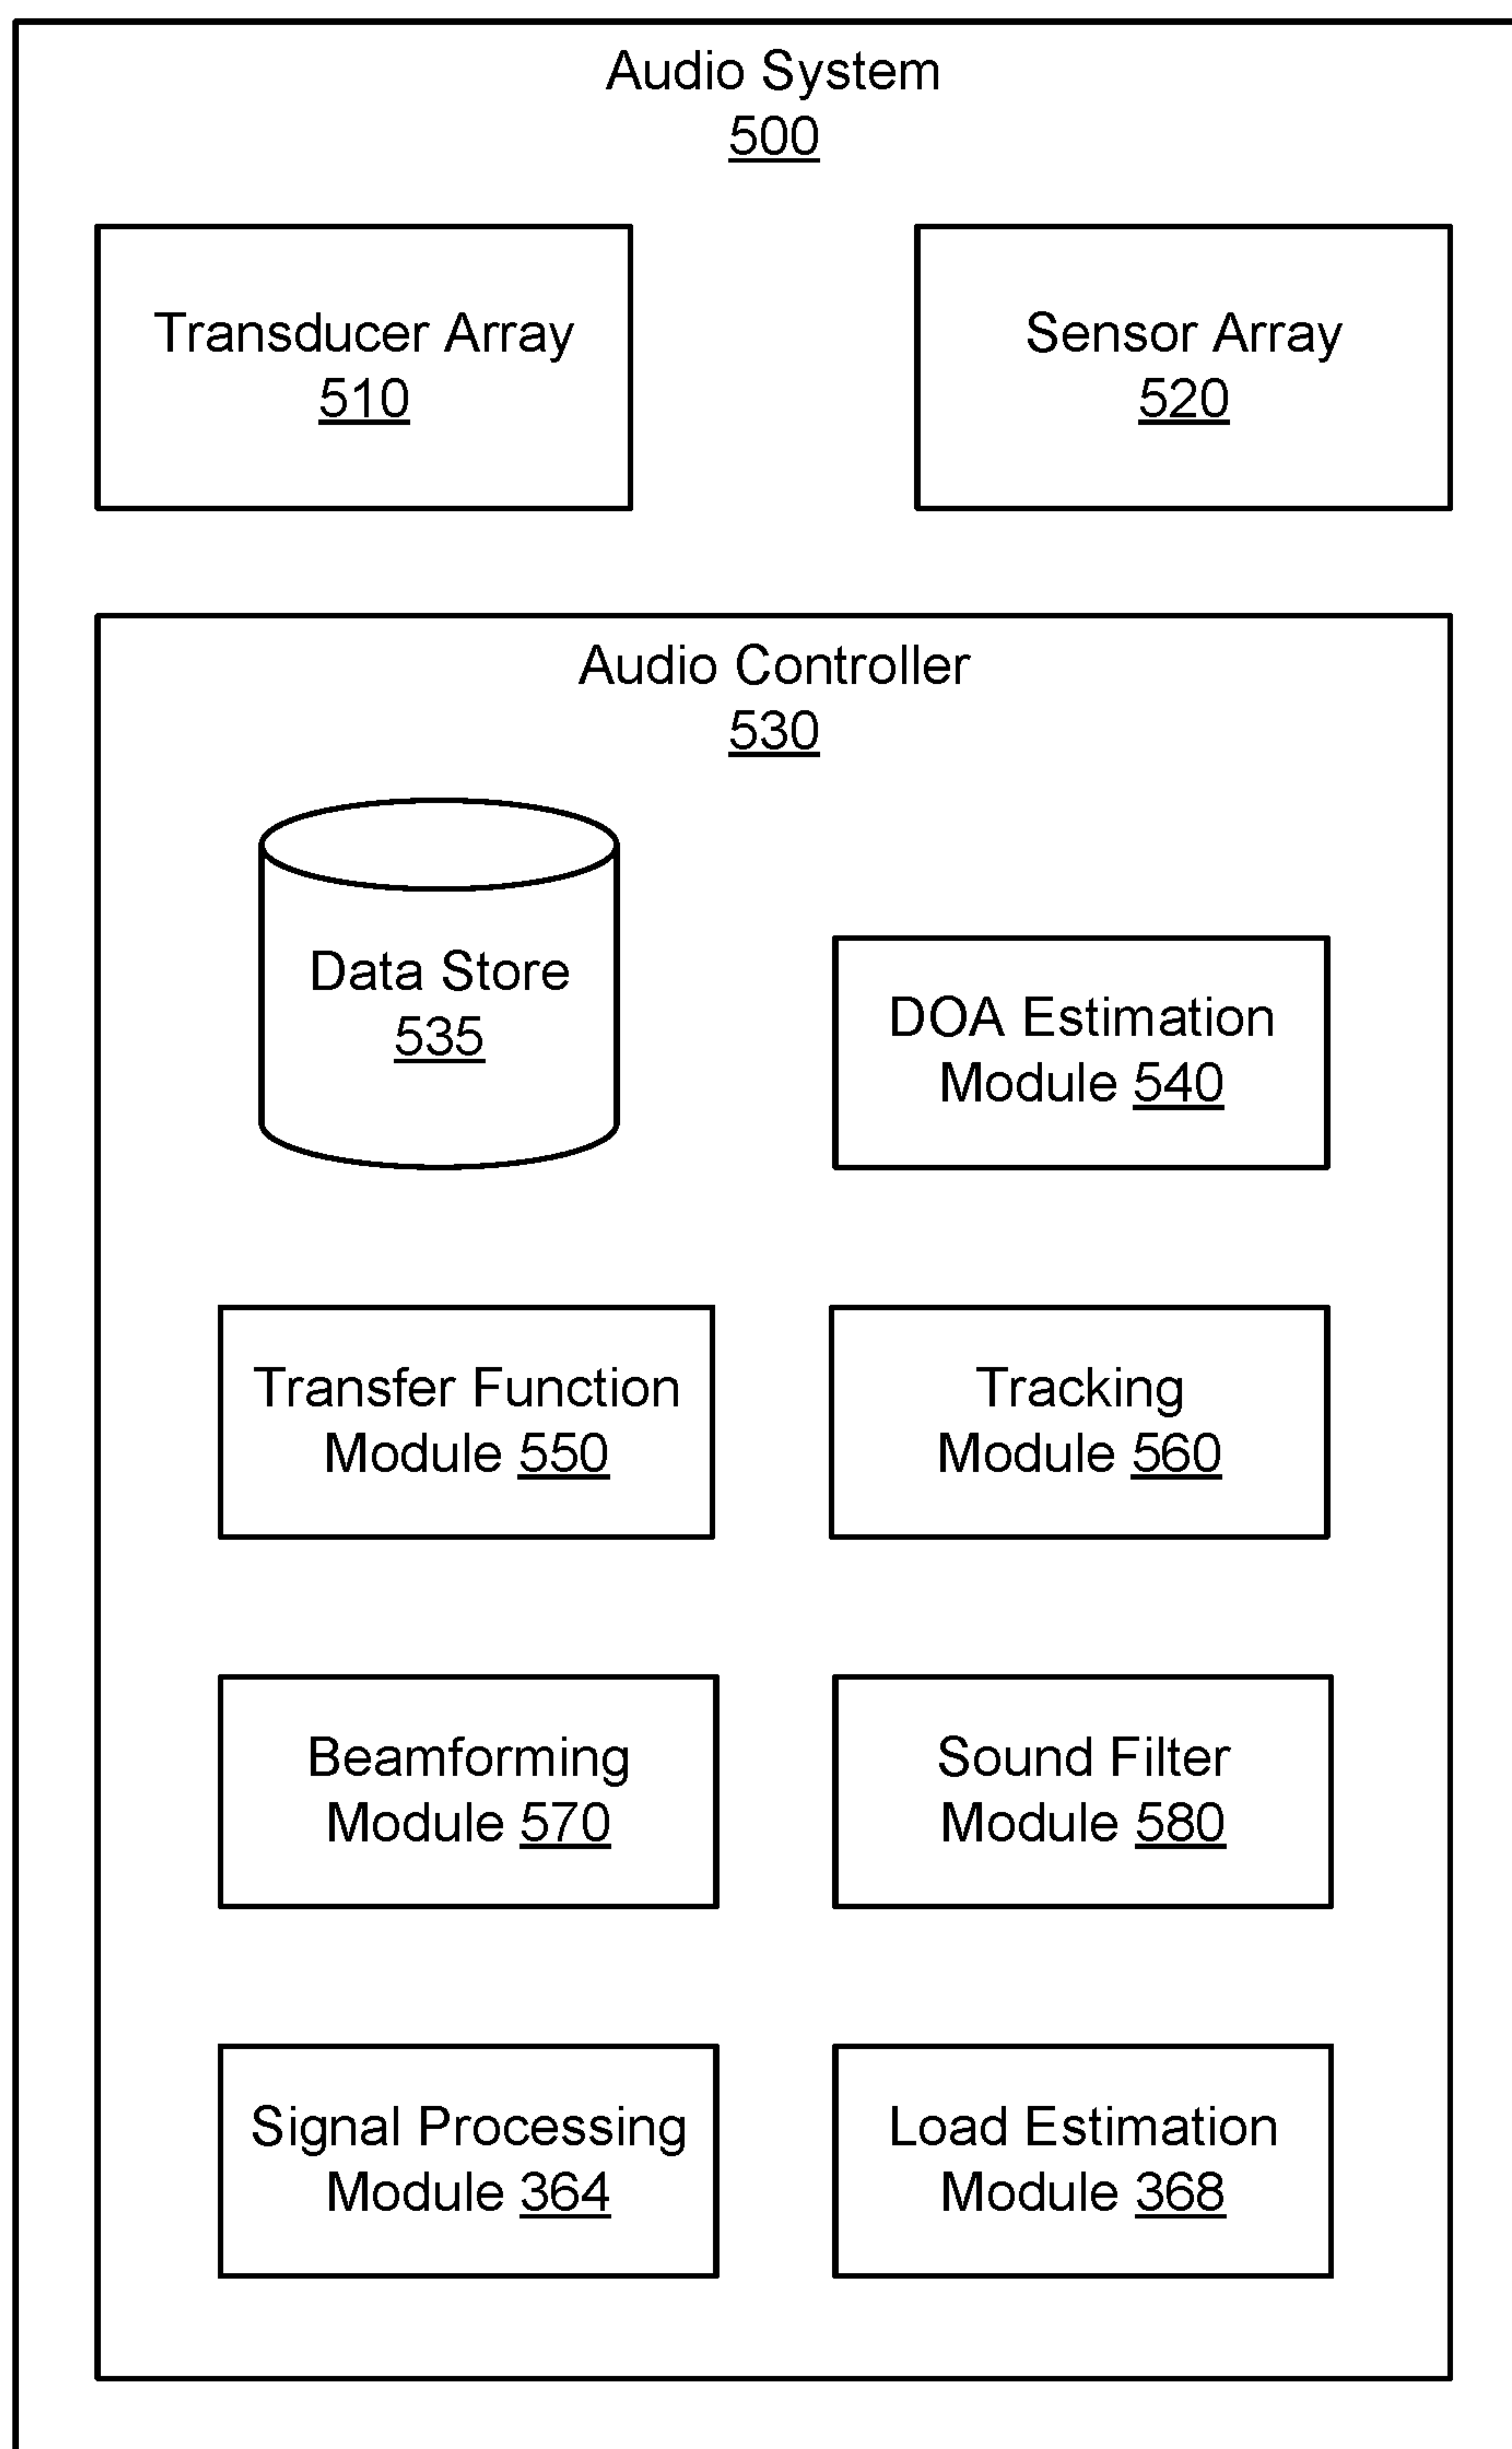 Audio System
500
Transducer Array
510
Sensor Array
520
Audio Controller
530
Data Store
535
DOA Estimation
Module 540
Transfer Function
Module 550
Tracking
Module 560
Beamforming
Module 570
Sound Filter
Module 580
Signal Processing
Module 364
Load Estimation
Module 368